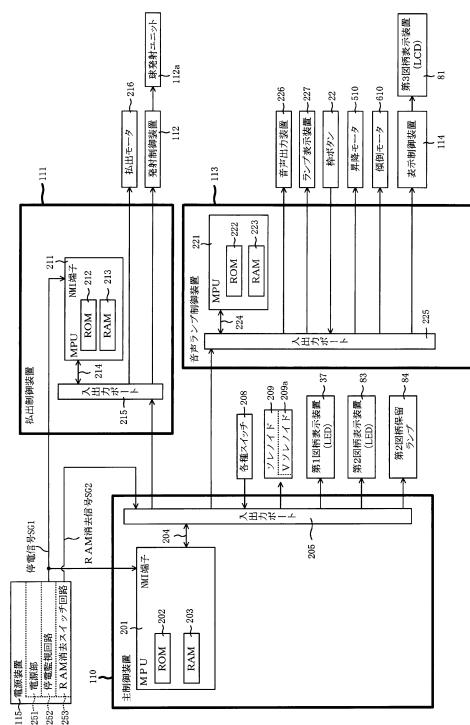 115
電源装置
251
電源部
252
停電監視回路
253
RAM消去スイッチ回路
停電信号SG1
RAM消去信号SG2
110
主制御装置
201
MPU
NMI端子
ROM
202
RAM
203
204
入出力ポート
205
111
払出制御装置
211
NMI端子
MPU
ROM
212
RAM
213
214
入出力ポート
215
払出モータ
216
発射制御装置
112
球発射ユニット
112a
各種スイッチ
208
ソレノイド
209
Vソレノイド
209a
第1図柄表示装置
(LED)
37
第2図柄表示装置
(LED)
83
第2図柄保留
ランプ
84
113
音声ランプ制御装置
221
MPU
ROM
222
RAM
223
224
入出力ポート
225
音声出力装置
226
ランプ表示装置
227
枠ボタン
22
昇降モータ
510
傾倒モータ
610
表示制御装置
114
第3図柄表示装置
(LCD)
81